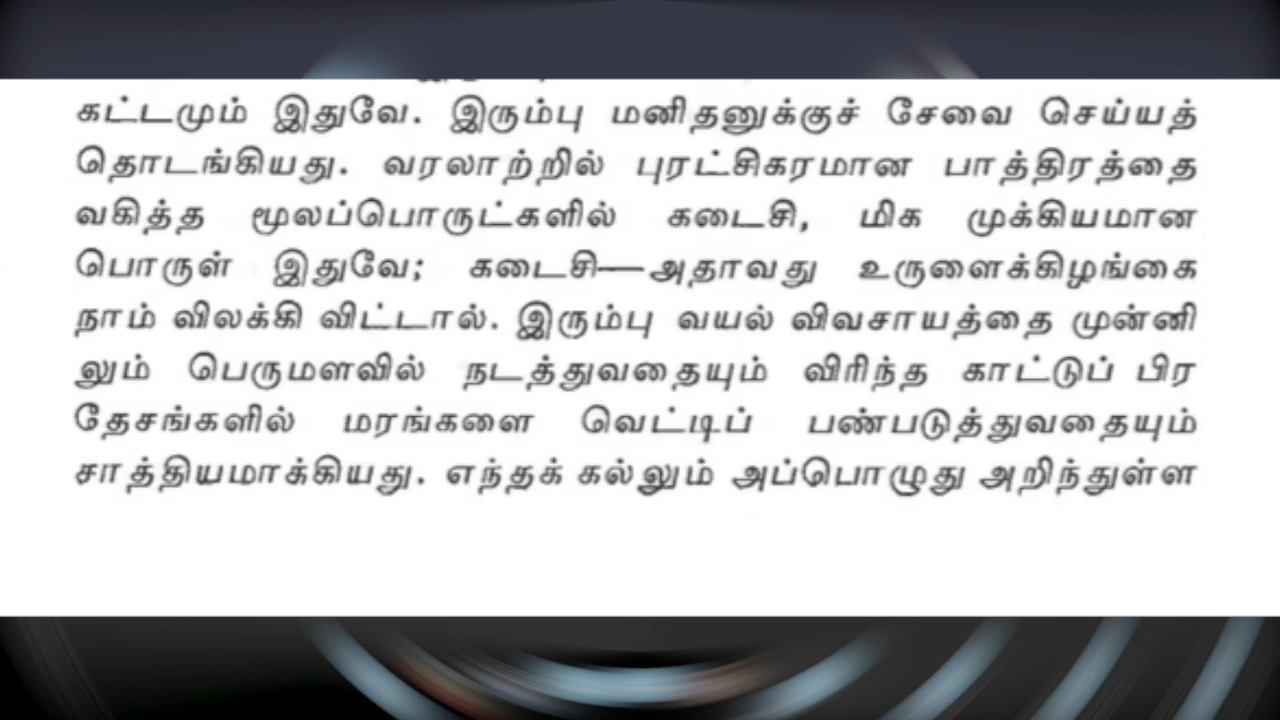 கட்டமும் இதுவே. இரும்பு மனிதனுக்குச் சேவை செய்யத்
தொடங்கியது. வரலாற்றில் புரட்சிகரமான பாத்திரத்தை
வகித்த மூலப்பொருட்களில் கடைசி, மிக முக்கியமான
பொருள் இதுவே; கடைசி—அதாவது உருளைக்கிழங்கை
நாம் விலக்கி விட்டால். இரும்பு வயல் விவசாயத்தை முன்னி
லும் பெருமளவில் நடத்துவதையும் விரிந்த காட்டுப் பிர
தேசங்களில் மரங்களை வெட்டிப் பண்படுத்துவதையும்
சாத்தியமாக்கியது. எந்தக் கல்லும் அப்பொழுது அறிந்துள்ள